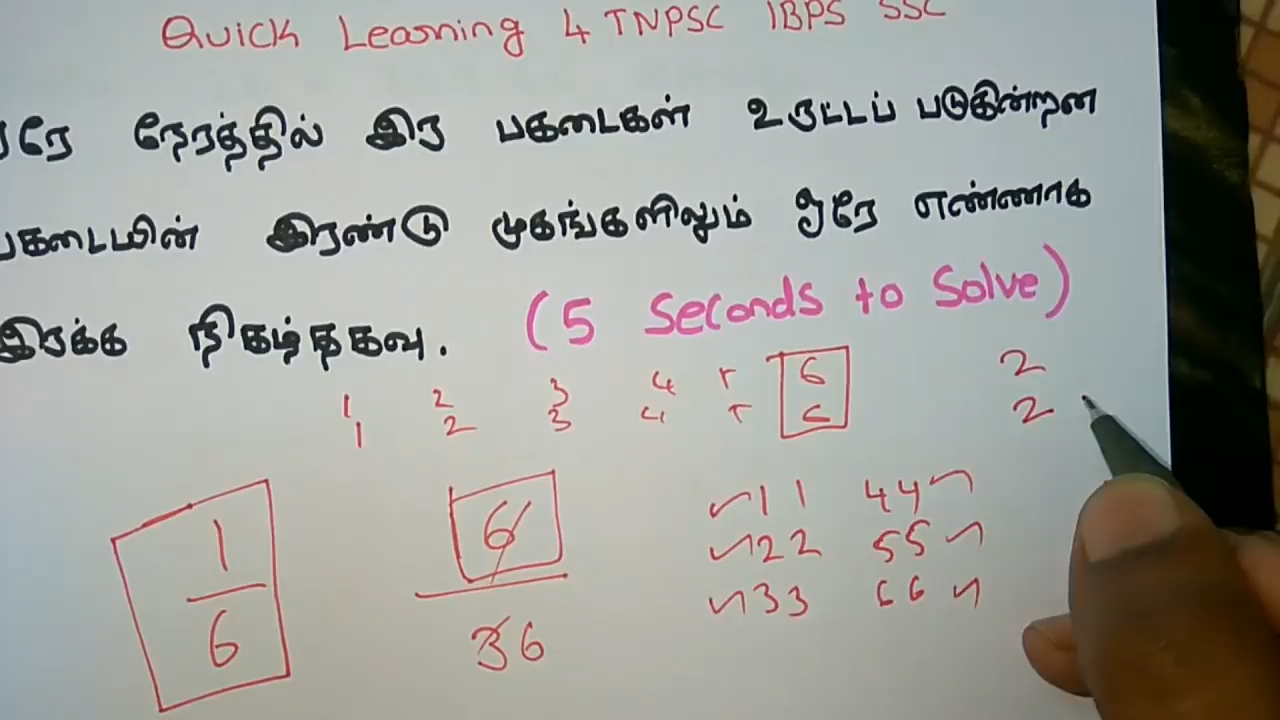 Quick Learning 4 TNPSC IBPS SSC
நேரத்தில் இரு பகடைகள் உருட்டப் படுகின்றன
பகடையின் இரண்டு முகங்களிலும் ஒரே எண்ணாக
இருக்க நிகழ்தகவு. (5 Seconds to Solve)
1 2 3 4 5 6 2
1 2 3 4 5 6 2
1 6 11 44
6 36 22 55
33 66